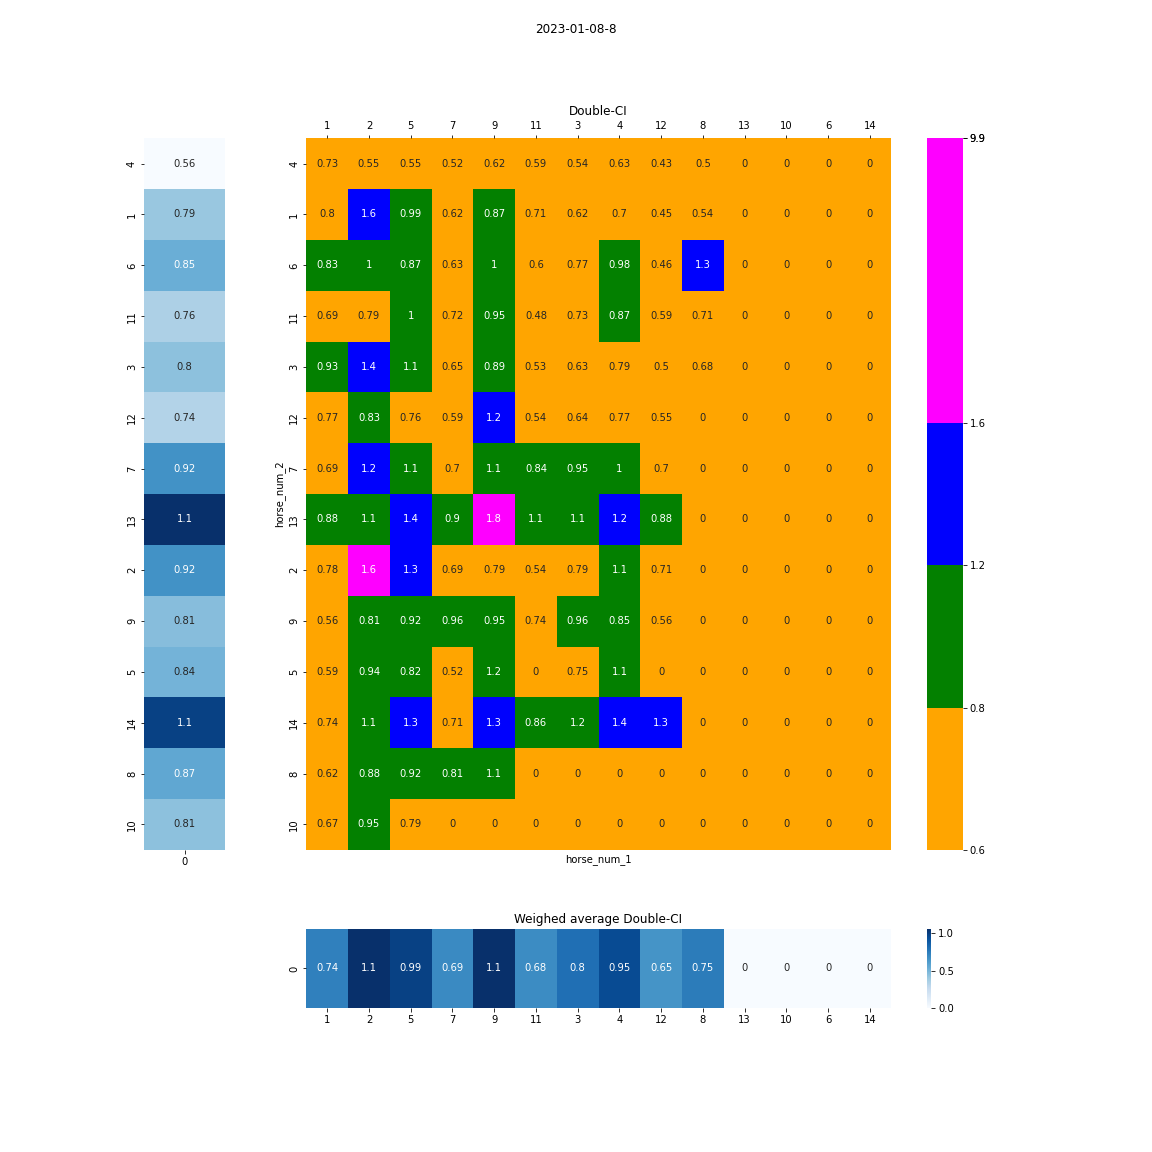 2023-01-08-8
Double-CI
1 2 5 7 9 11 3 4 12 8 13 10 6 14
9.9
4 0.56 4 0.73 0.55 0.55 0.52 0.62 0.59 0.54 0.63 0.43 0.5 0 0 0 0
1 0.79 1 0.8 1.6 0.99 0.62 0.87 0.71 0.62 0.7 0.45 0.54 0 0 0 0
6 0.85 6 0.83 1 0.87 0.63 1 0.6 0.77 0.98 0.46 1.3 0 0 0 0
11 0.76 11 0.69 0.79 1 0.72 0.95 0.48 0.73 0.87 0.59 0.71 0 0 0 0
3 0.8 3 0.93 1.4 1.1 0.65 0.89 0.53 0.63 0.79 0.5 0.68 0 0 0 0
12 0.74 12 0.77 0.83 0.76 0.59 1.2 0.54 0.64 0.77 0.55 0 0 0 0 0
1.6
7 0.92 7 0.69 1.2 1.1 0.7 1.1 0.84 0.95 1 0.7 0 0 0 0 0
horse_num_2
13 1.1 13 0.88 1.1 1.4 0.9 1.8 1.1 1.1 1.2 0.88 0 0 0 0 0
1.2
2 0.92 2 0.78 1.6 1.3 0.69 0.79 0.54 0.79 1.1 0.71 0 0 0 0 0
9 0.81 9 0.56 0.81 0.92 0.96 0.95 0.74 0.96 0.85 0.56 0 0 0 0 0
5 0.84 5 0.59 0.94 0.82 0.52 1.2 0 0.75 1.1 0 0 0 0 0 0
0.8
14 1.1 14 0.74 1.1 1.3 0.71 1.3 0.86 1.2 1.4 1.3 0 0 0 0 0
8 0.87 8 0.62 0.88 0.92 0.81 1.1 0 0 0 0 0 0 0 0 0
10 0.81 10 0.67 0.95 0.79 0 0 0 0 0 0 0 0 0 0 0
0.6
0
horse_num_1
Weighed average Double-CI
0 0.74 1.1 0.99 0.69 1.1 0.68 0.8 0.95 0.65 0.75 0 0 0 0
1.0
0.5
0.0
1 2 5 7 9 11 3 4 12 8 13 10 6 14